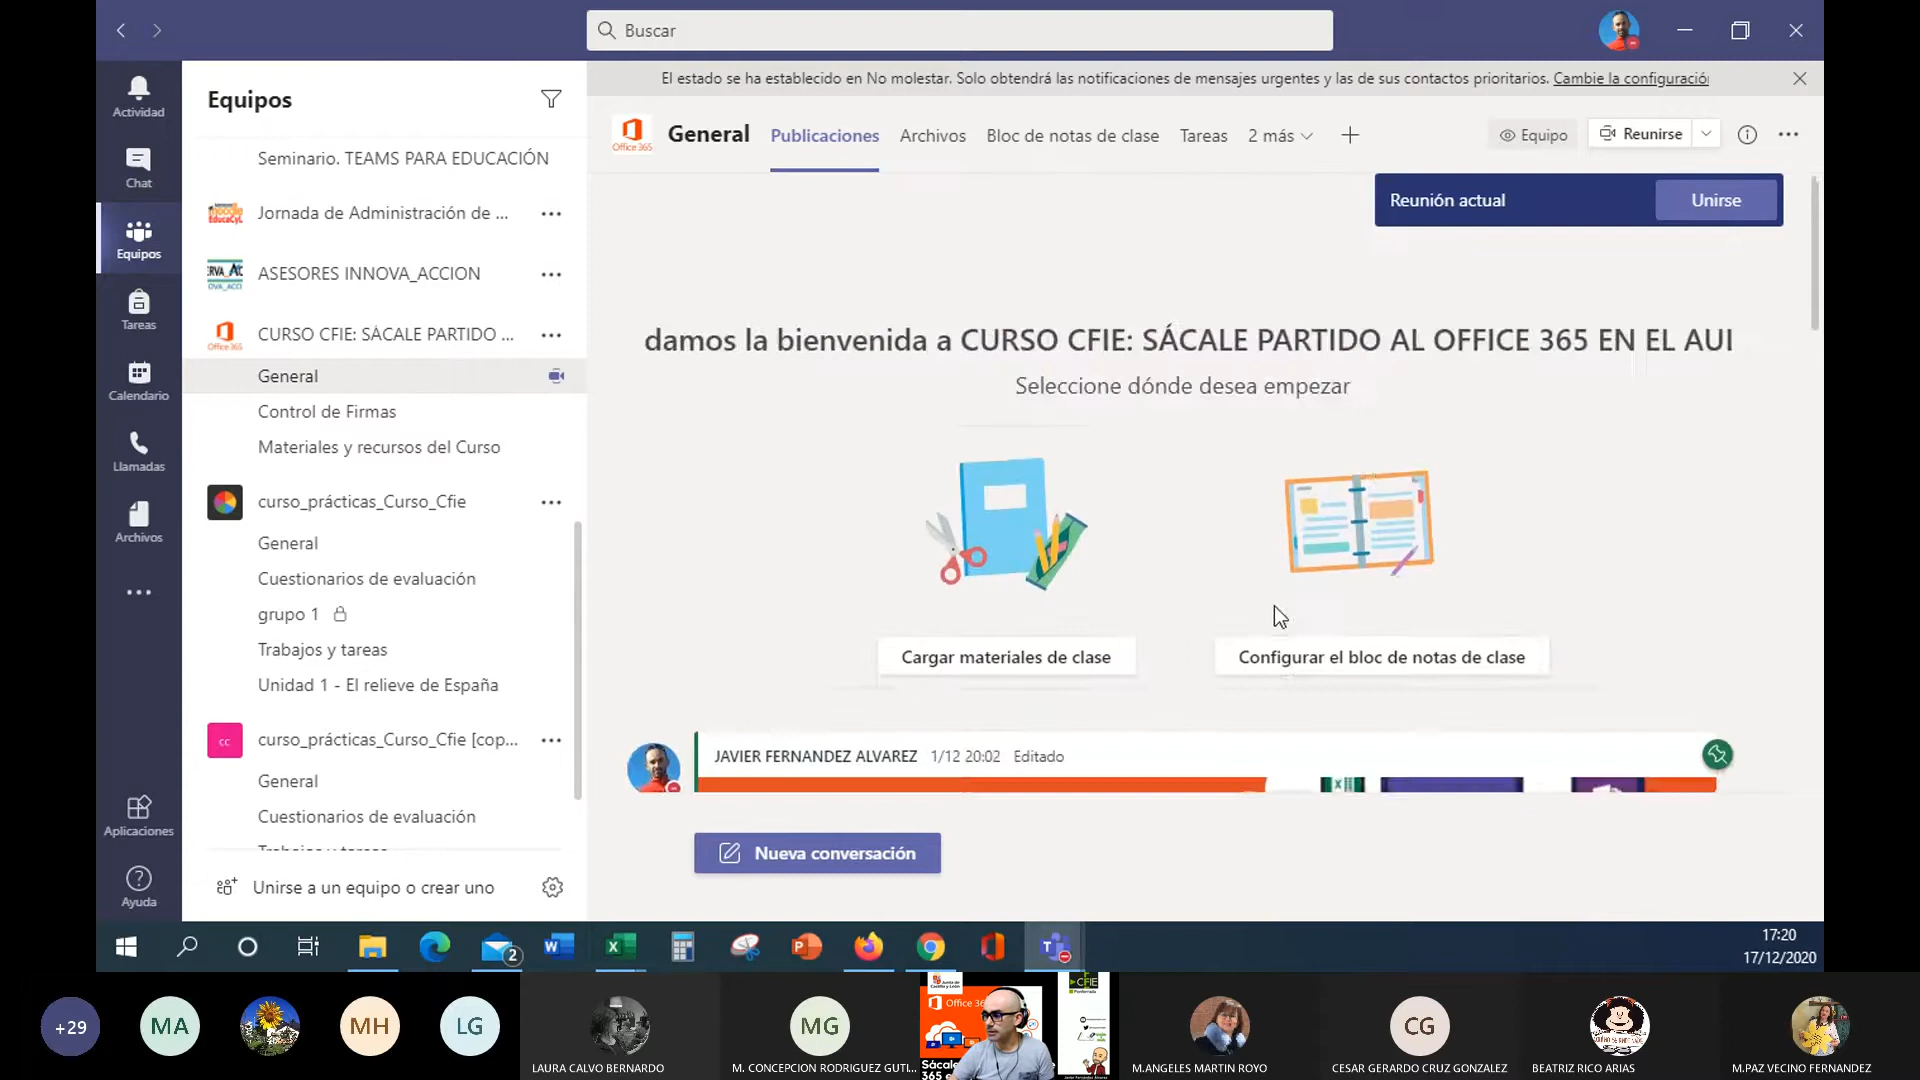 Buscar
El estado se ha establecido en No molestar. Solo obtendrá las notificaciones de mensajes urgentes y las de sus contactos prioritarios. Cambie la configuració
Actividad
Chat
Equipos
Tareas
Calendario
Llamadas
Archivos
Aplicaciones
Ayuda
Equipos
Seminario. TEAMS PARA EDUCACIÓN
Jornada de Administración de ...
ASESORES INNOVA_ACCION
CURSO CFIE: SÁCALE PARTIDO ...
General
Control de Firmas
Materiales y recursos del Curso
curso_prácticas_Curso_Cfie
General
Cuestionarios de evaluación
grupo 1
Trabajos y tareas
Unidad 1 - El relieve de España
cc
curso_prácticas_Curso_Cfie [cop...
General
Cuestionarios de evaluación
Unirse a un equipo o crear uno
Office 365
General
Publicaciones
Archivos
Bloc de notas de clase
Tareas
2 más
Equipo
Reunirse
Reunión actual
Unirse
damos la bienvenida a CURSO CFIE: SÁCALE PARTIDO AL OFFICE 365 EN EL AUI
Seleccione dónde desea empezar
Cargar materiales de clase
Configurar el bloc de notas de clase
JAVIER FERNANDEZ ALVAREZ 1/12 20:02 Editado
Nueva conversación
2
17:20
17/12/2020
+29
MA
MH
LG
LAURA CALVO BERNARDO
MG
M. CONCEPCION RODRIGUEZ GUTI...
M.ANGELES MARTIN ROYO
CG
CESAR GERARDO CRUZ GONZALEZ
BEATRIZ RICO ARIAS
M.PAZ VECINO FERNANDEZ